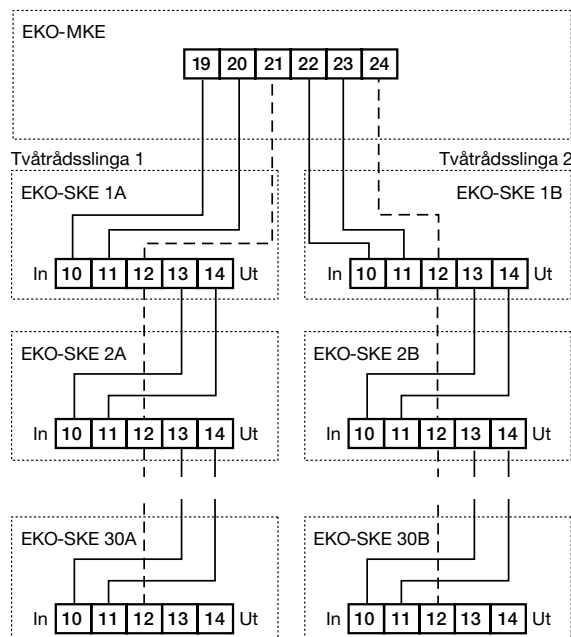 EKO-MKE
19 20 21 22 23 24
Tvåtrådsslinga 1
Tvåtrådsslinga 2
EKO-SKE 1A
EKO-SKE 1B
In 10 11 12 13 14 Ut
In 10 11 12 13 14 Ut
EKO-SKE 2A
EKO-SKE 2B
In 10 11 12 13 14 Ut
In 10 11 12 13 14 Ut
EKO-SKE 30A
EKO-SKE 30B
In 10 11 12 13 14 Ut
In 10 11 12 13 14 Ut